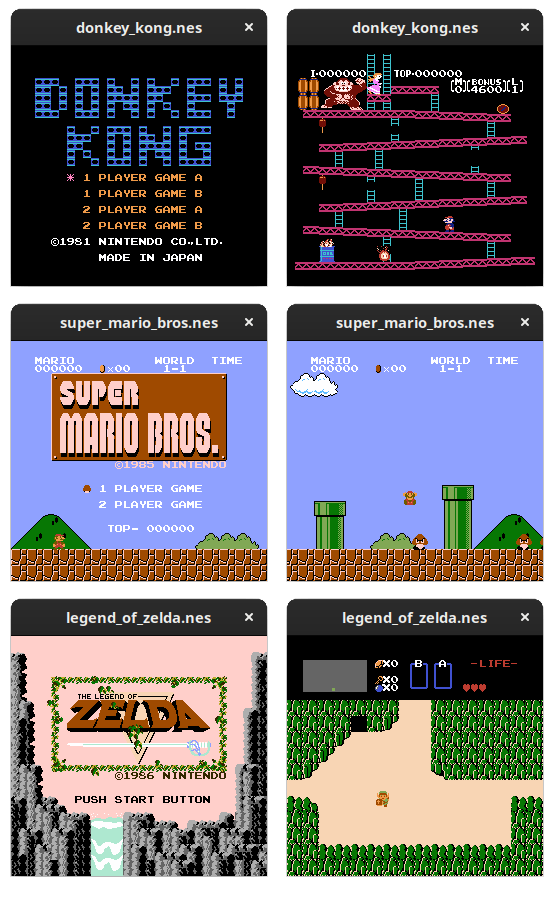 donkey_kong.nes ×
DONKEY
KONG
1 PLAYER GAME A
1 PLAYER GAME B
2 PLAYER GAME A
2 PLAYER GAME B
©1981 NINTENDO CO.,LTD.
MADE IN JAPAN
donkey_kong.nes ×
I-000000 TOP-000000
[M][BONUS][L]
0 4600 1
super_mario_bros.nes ×
MARIO WORLD TIME
000000 ×00 1-1
SUPER
MARIO BROS.
©1985 NINTENDO
1 PLAYER GAME
2 PLAYER GAME
TOP- 000000
super_mario_bros.nes ×
MARIO WORLD TIME
000000 ×00 1-1
legend_of_zelda.nes ×
THE LEGEND OF
ZELDA
©1986 NINTENDO
PUSH START BUTTON
legend_of_zelda.nes ×
X0 B A -LIFE-
X0
X0